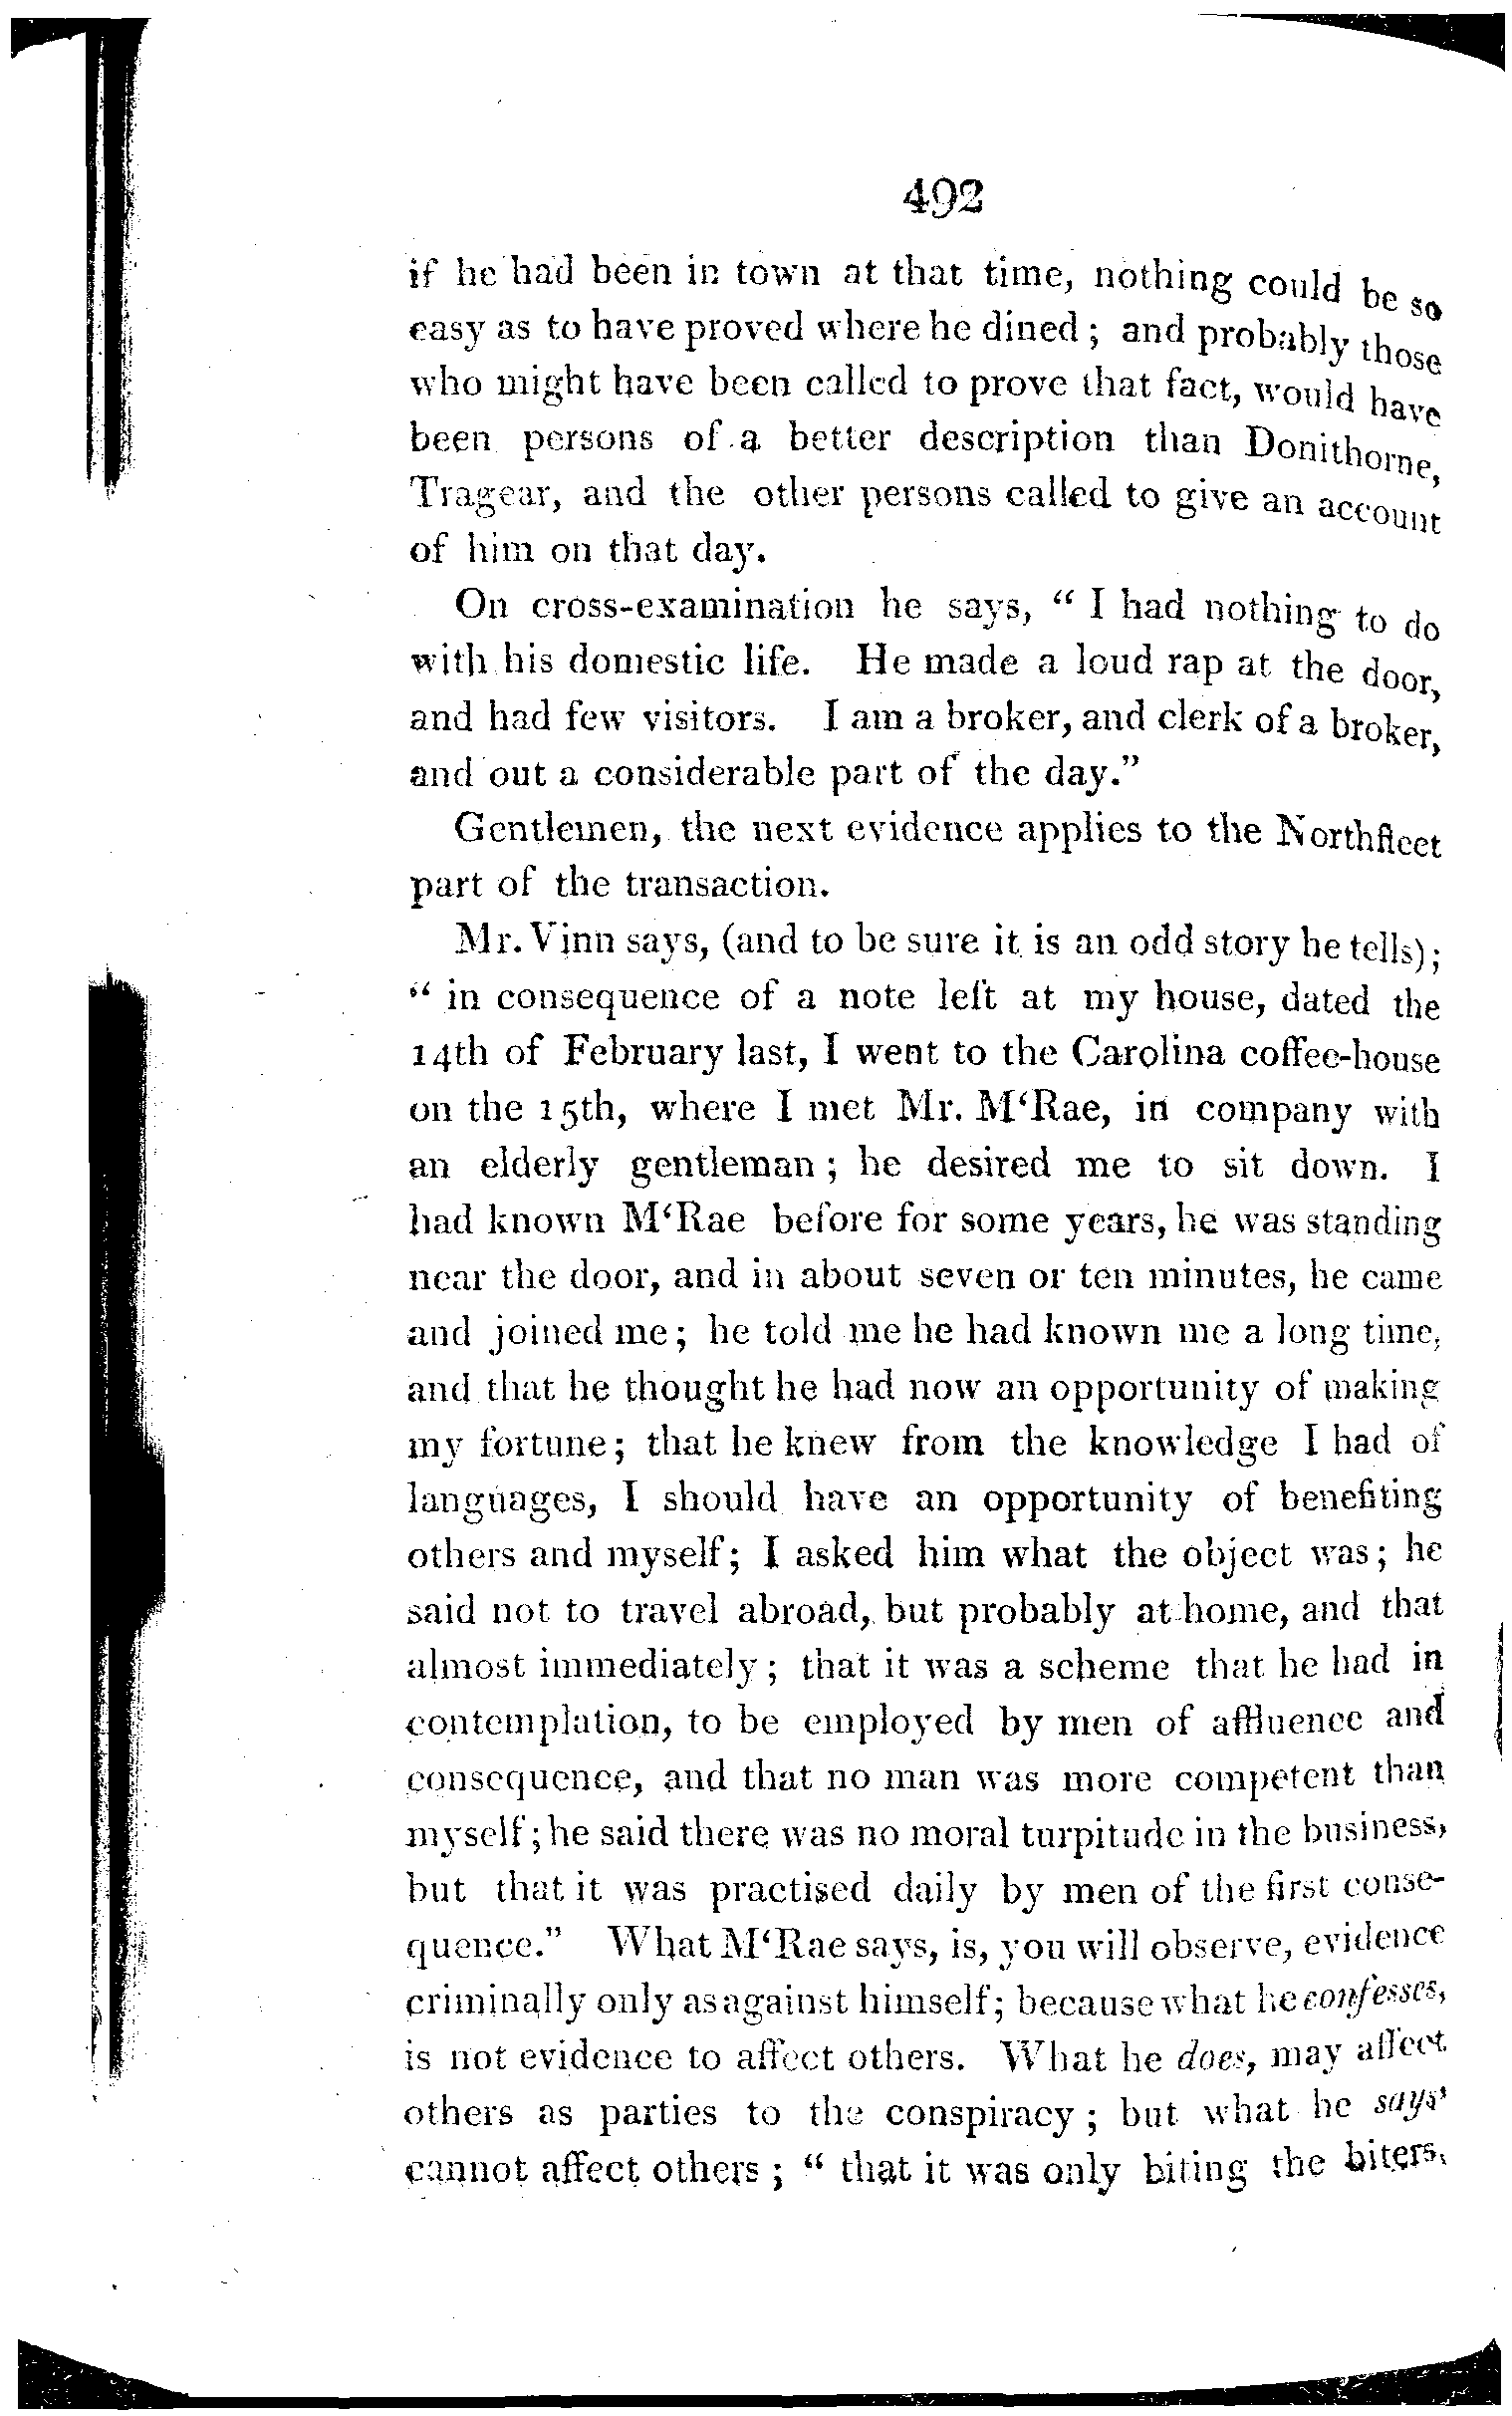 492
if he had been in town at that time, nothing could be so
easy as to have proved where he dined; and probably those
who might have been called to prove that fact, would have
been persons of a better description than Donithorne,
Tragear, and the other persons called to give an account
of him on that day.
On cross-examination he says, “ I had nothing to do
with his domestic life. He made a loud rap at the door,
and had few visitors. I am a broker, and clerk of a broker,
and out a considerable part of the day.”
Gentlemen, the next evidence applies to the Northfleet
part of the transaction.
Mr. Vinn says, (and to be sure it is an odd story he tells);
“ in consequence of a note left at my house, dated the
14th of February last, I went to the Carolina coffee-house
on the 15th, where I met Mr. M‘Rae, in company with
an elderly gentleman; he desired me to sit down. I
had known M‘Rae before for some years, he was standing
near the door, and in about seven or ten minutes, he came
and joined me; he told me he had known me a long time,
and that he thought he had now an opportunity of making
my fortune; that he knew from the knowledge I had of
languages, I should have an opportunity of benefiting
others and myself; I asked him what the object was; he
said not to travel abroad, but probably at home, and that
almost immediately; that it was a scheme that he had in
contemplation, to be employed by men of affluence and
consequence, and that no man was more competent than
myself; he said there was no moral turpitude in the business,
but that it was practised daily by men of the first conse-
quence.” What M‘Rae says, is, you will observe, evidence
criminally only as against himself; because what he confesses,
is not evidence to affect others. What he does, may affect
others as parties to the conspiracy; but what he says’
cannot affect others; “ that it was only biting the biters,